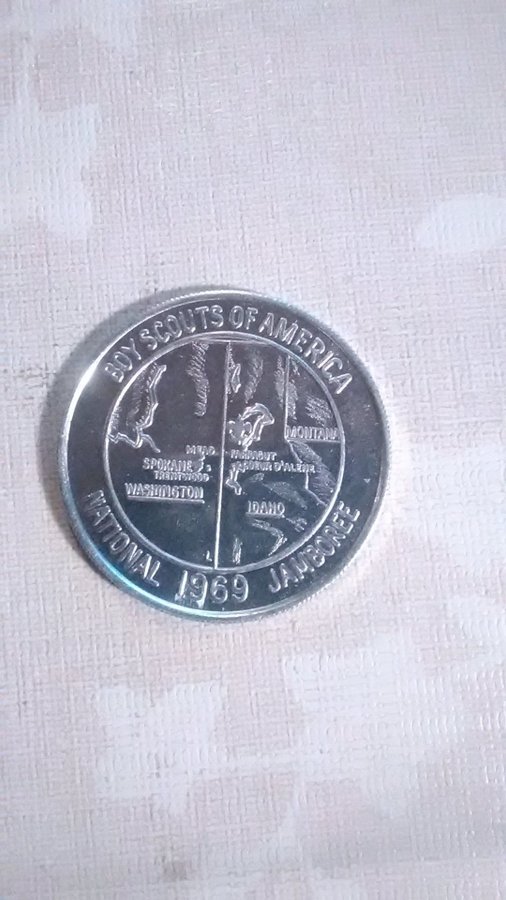 BOY SCOUTS OF AMERICA
MONTANA
MEAD FARRAGUT
SPOKANE COEUR D'ALENE
TRENTWOOD
WASHINGTON
IDAHO
NATIONAL 1969 JAMBOREE